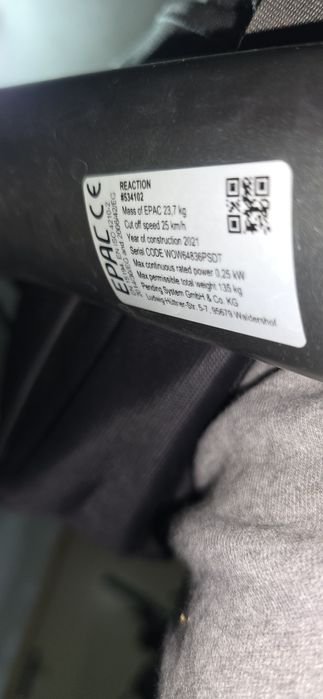 EPAC CE
REACTION
#534102
Mass of EPAC 23,7 kg
Cut off speed 25 km/h
Year of construction 2021
Serial CODE WOW64836PSD7
Max continuous rated power 0.25 kW
Max permissible total weight 135 kg
Pending System GmbH & Co. KG
Ludwig-Hüttner-Str. 5-7, 95679 Waldershof